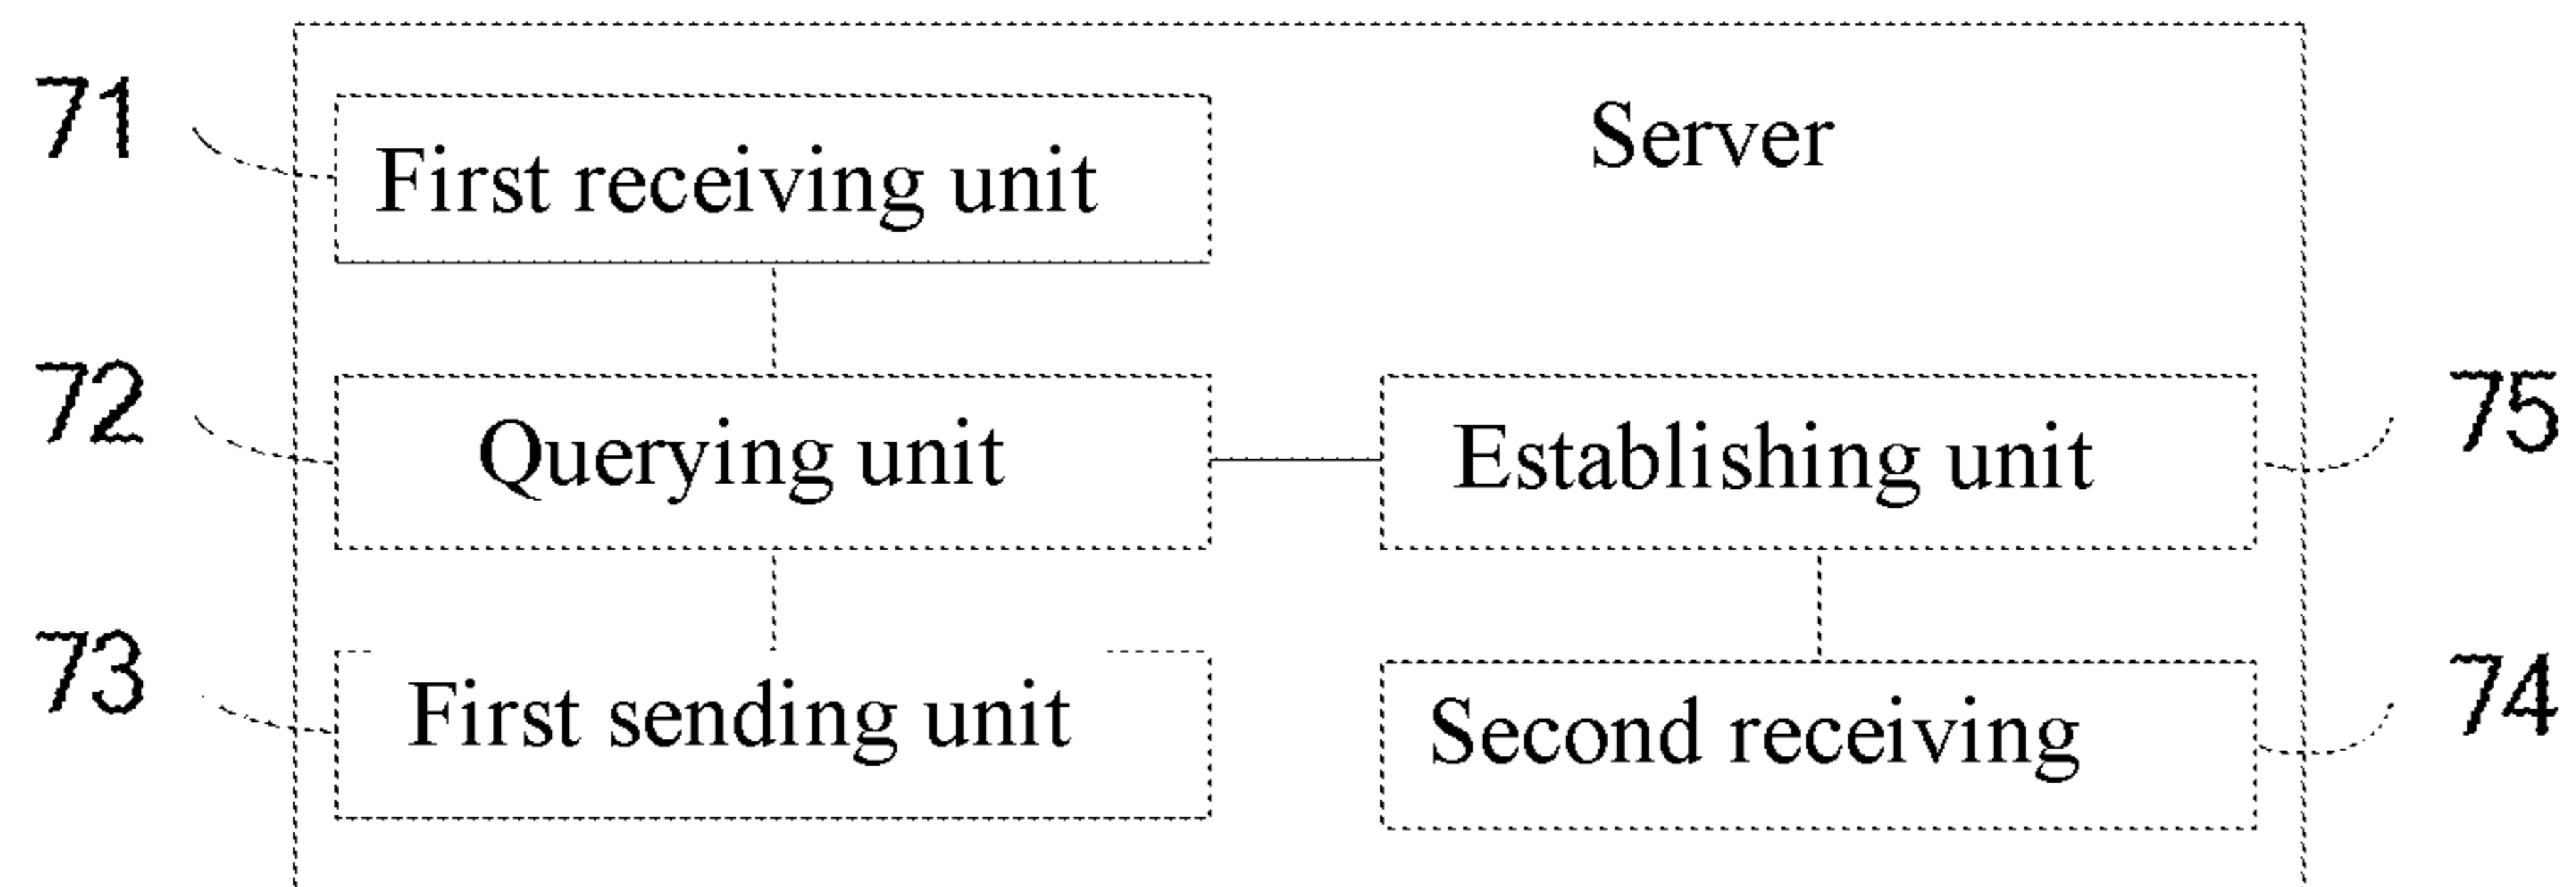 71
First receiving unit
Server
72
Querying unit
Establishing unit
75
73
First sending unit
Second receiving
74